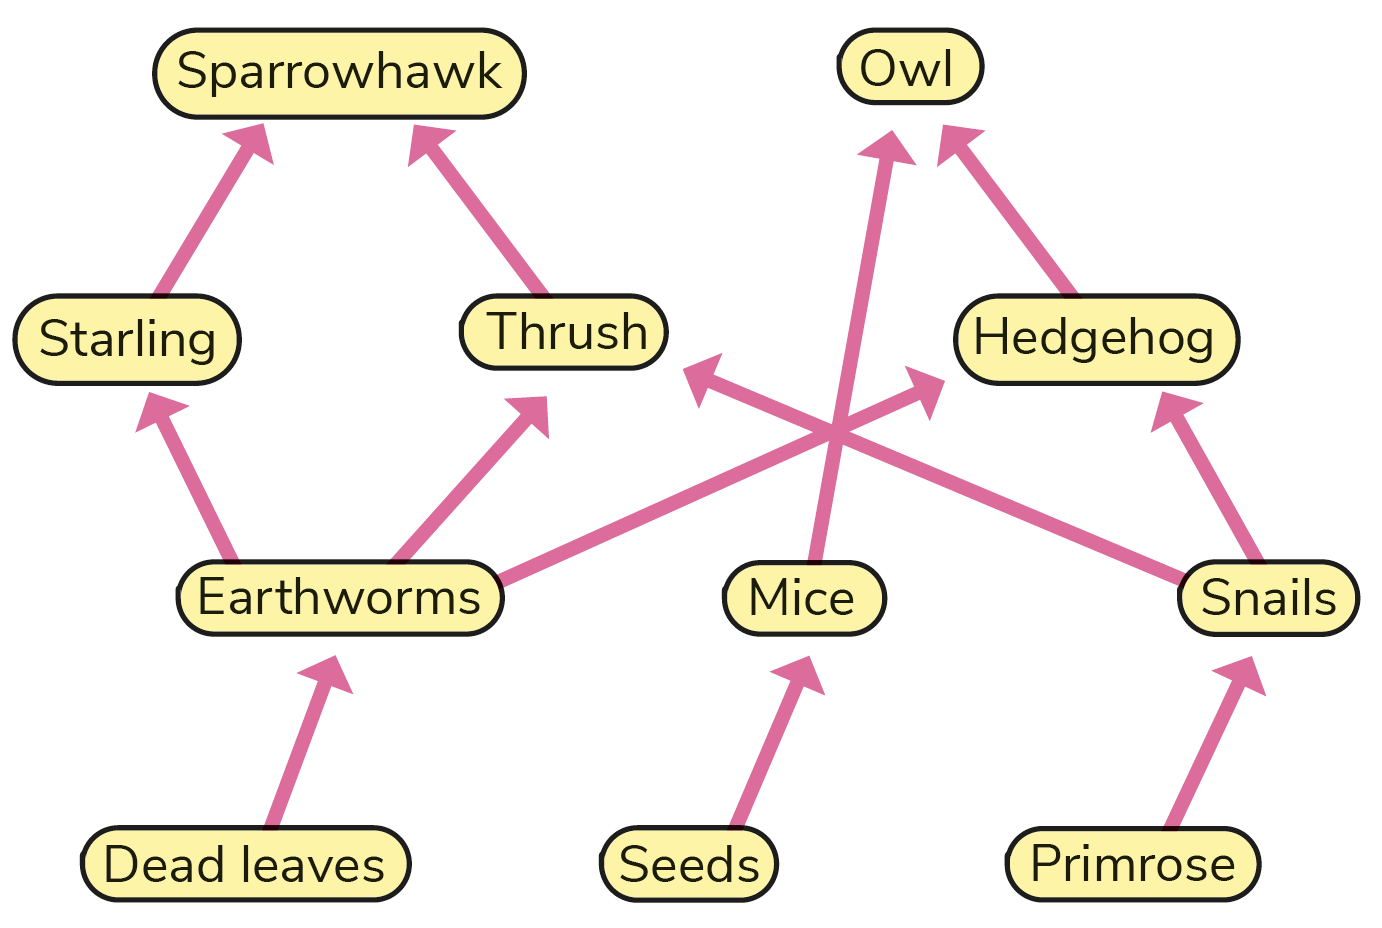 Sparrowhawk
Owl
Starling
Thrush
Hedgehog
Earthworms
Mice
Snails
Dead leaves
Seeds
Primrose